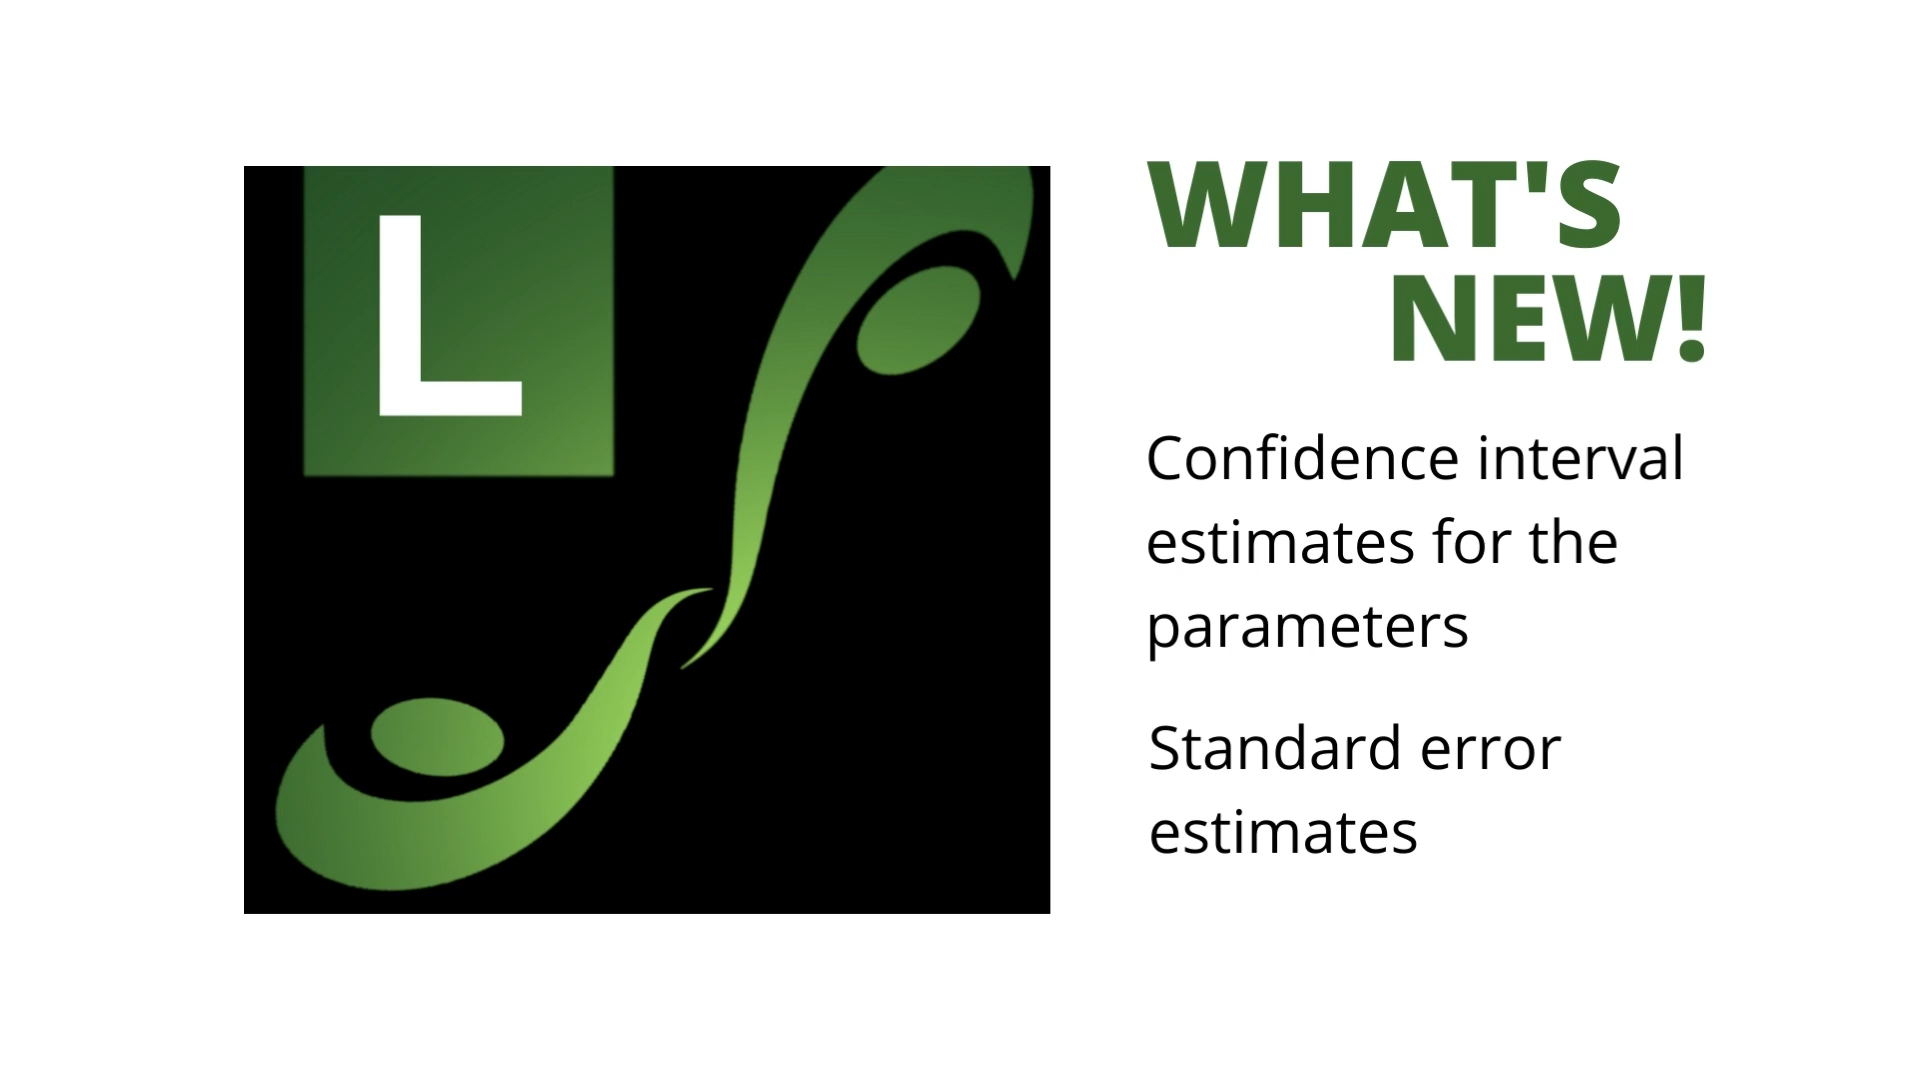 L
WHAT'S
NEW!
Confidence interval
estimates for the
parameters
Standard error
estimates